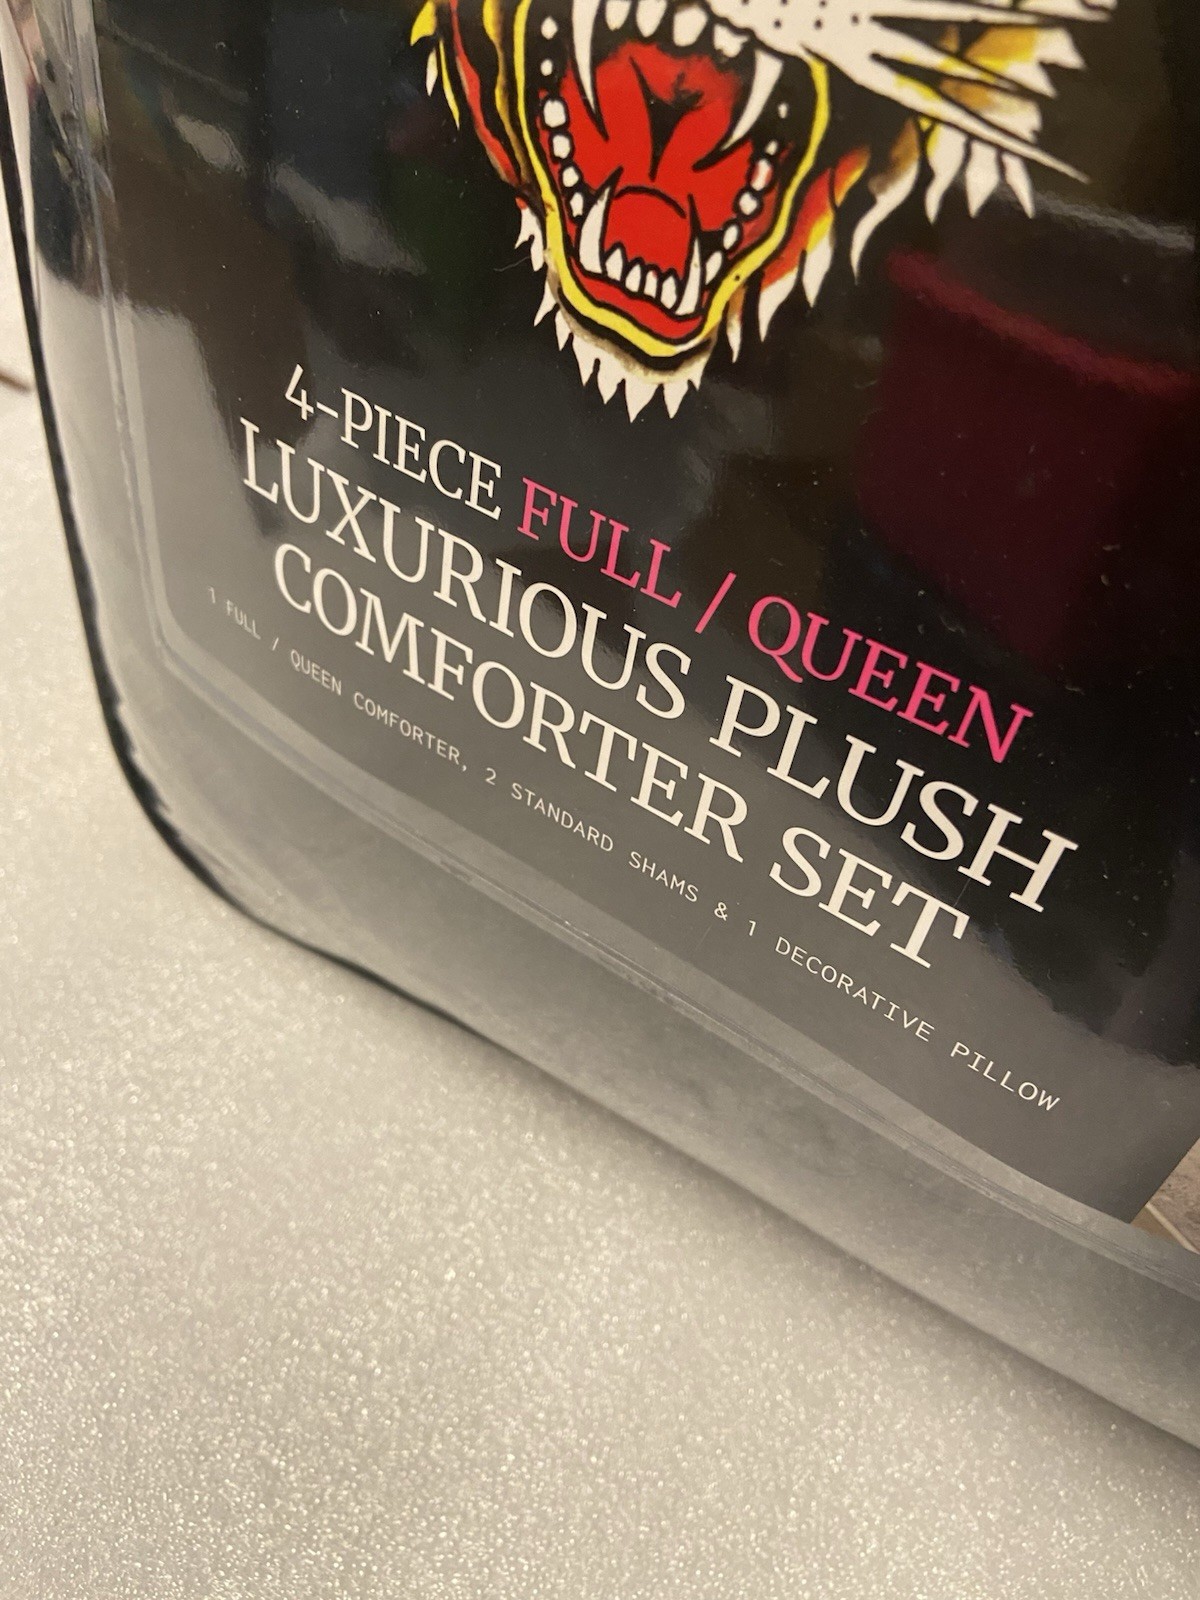 4-PIECE FULL / QUEEN
LUXURIOUS PLUSH
COMFORTER SET
1 FULL / QUEEN COMFORTER, 2 STANDARD SHAMS & 1 DECORATIVE PILLOW